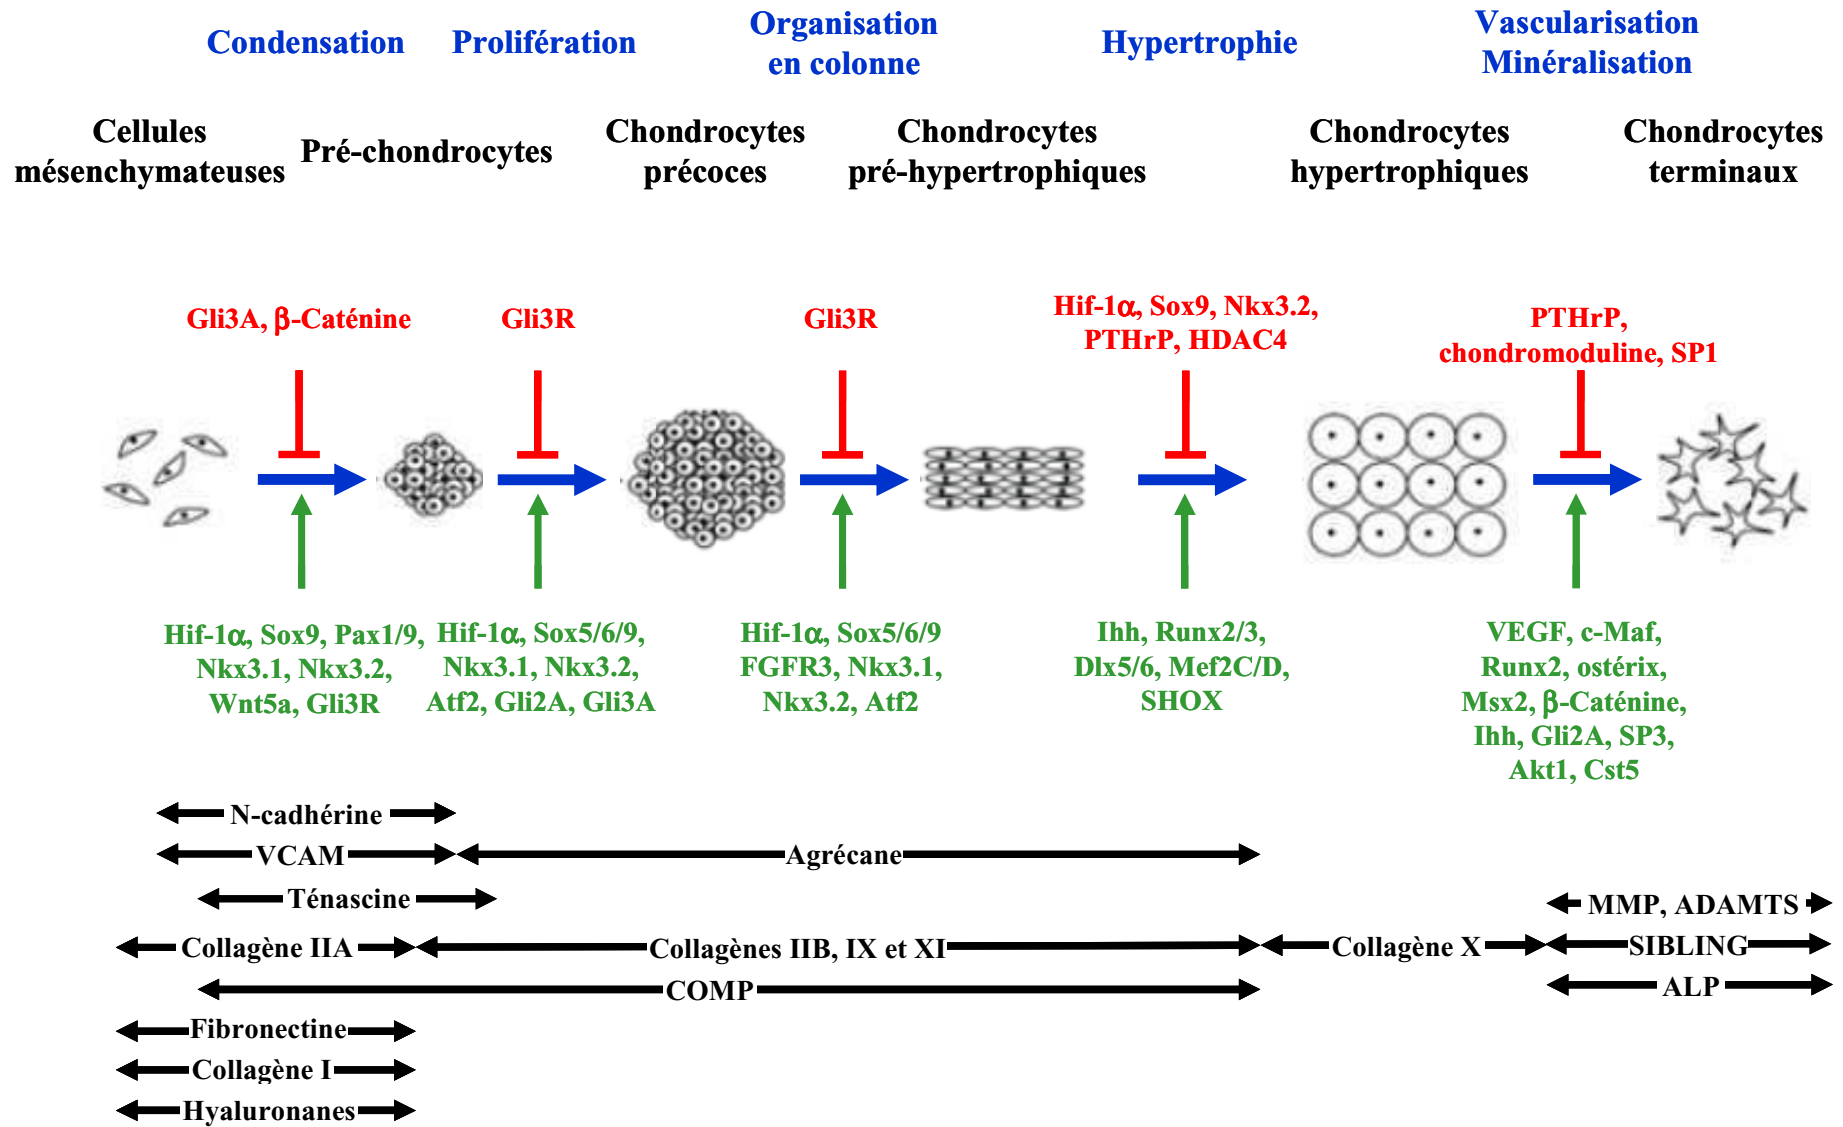 Condensation
Prolifération
Organisation
en colonne
Hypertrophie
Vascularisation
Minéralisation
Cellules
mésenchymateuses
Pré-chondrocytes
Chondrocytes
précoces
Chondrocytes
pré-hypertrophiques
Chondrocytes
hypertrophiques
Chondrocytes
terminaux
Gli3A, β-Caténine
Gli3R
Gli3R
Hif-1α, Sox9, Nkx3.2,
PTHrP, HDAC4
PTHrP,
chondromoduline, SP1
Hif-1α, Sox9, Pax1/9,
Nkx3.1, Nkx3.2,
Wnt5a, Gli3R
Hif-1α, Sox5/6/9,
Nkx3.1, Nkx3.2,
Atf2, Gli2A, Gli3A
Hif-1α, Sox5/6/9
FGFR3, Nkx3.1,
Nkx3.2, Atf2
Ihh, Runx2/3,
Dlx5/6, Mef2C/D,
SHOX
VEGF, c-Maf,
Runx2, ostérix,
Msx2, β-Caténine,
Ihh, Gli2A, SP3,
Akt1, Cst5
N-cadhérine
VCAM
Agrécane
Ténascine
MMP, ADAMTS
Collagène IIA
Collagènes IIB, IX et XI
Collagène X
SIBLING
COMP
ALP
Fibronectine
Collagène I
Hyaluronanes